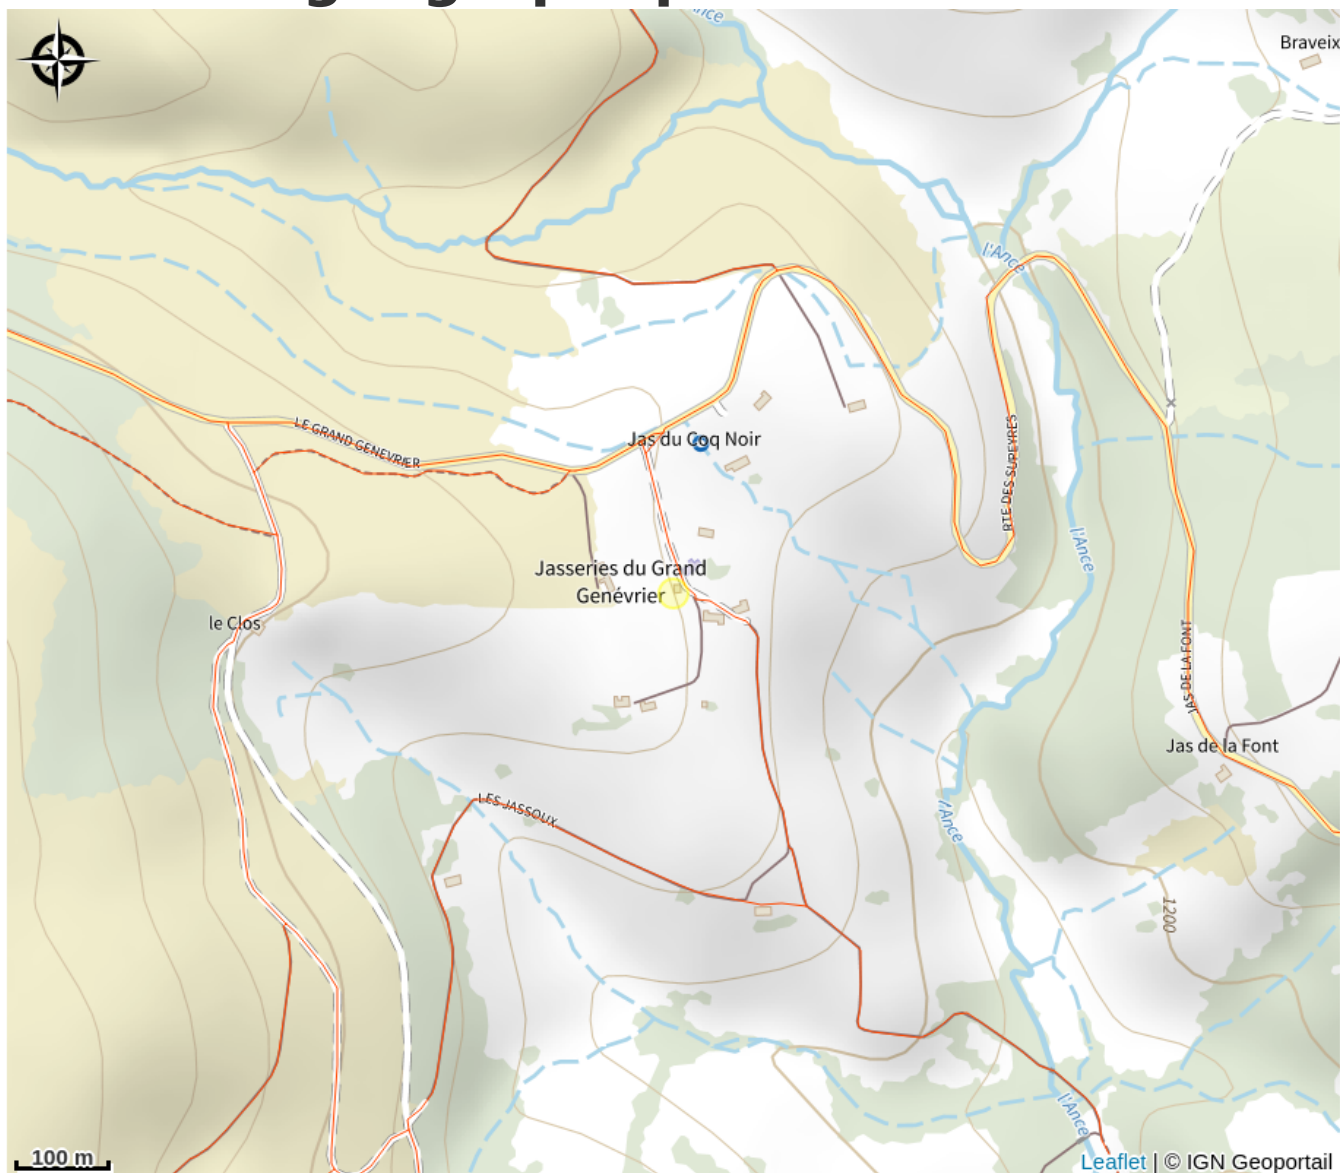 l'Ance
Braveix
l'Ance
LE GRAND GENEVRIER
Jas du Coq Noir
RTE DES SUPEYRES
l'Ance
Jasseries du Grand
Genévrier
le Clos
JAS DE LA FONT
Jas de la Font
LES JASSOUX
l'Ance
1200
l'Ance
100 m
Leaflet | © IGN Geoportail